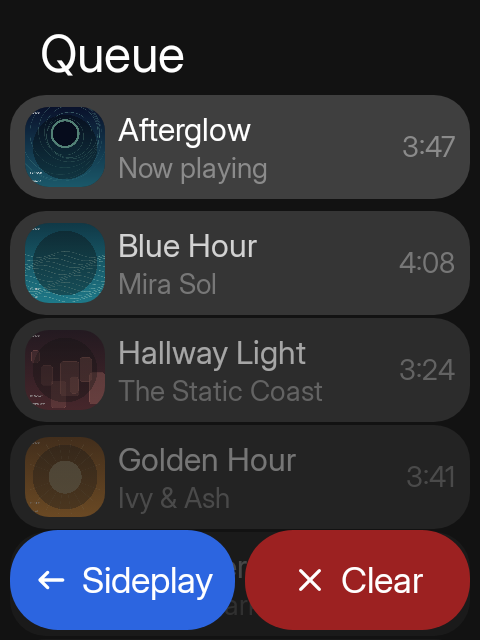 Queue
Afterglow
Now playing
3:47
Blue Hour
Mira Sol
4:08
Hallway Light
The Static Coast
3:24
Golden Hour
Ivy & Ash
3:41
Sideplay
Clear